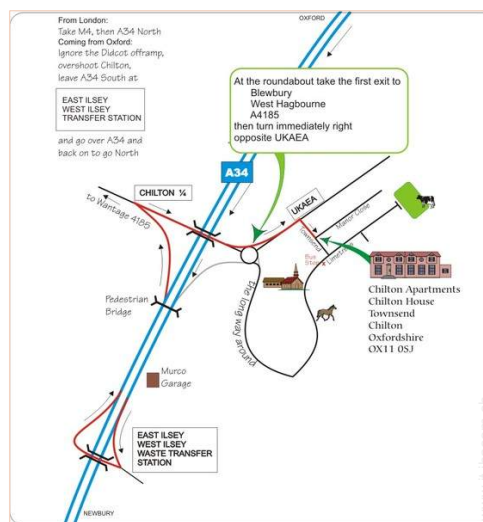 OXFORD
From London:
Take M4, then A34 North
Coming from Oxford:
Ignore the Didcot offramp,
overshoot Chilton,
leave A34 South at
EAST ILSEY
WEST ILSEY
TRANSFER STATION
and go over A34 and
back on to go North
At the roundabout take the first exit to
Blewbury
West Hagbourne
A4185
then turn immediately right
opposite UKAEA
A34
CHILTON ¼
to Wantage 4185
UKAEA
Townsend
Manor Close
Limetrees
Bus
Stop
Pedestrian
Bridge
the long way around
Chilton Apartments
Chilton House
Townsend
Chilton
Oxfordshire
OX11 0SJ
Murco
Garage
EAST ILSEY
WEST ILSEY
WASTE TRANSFER
STATION
NEWBURY